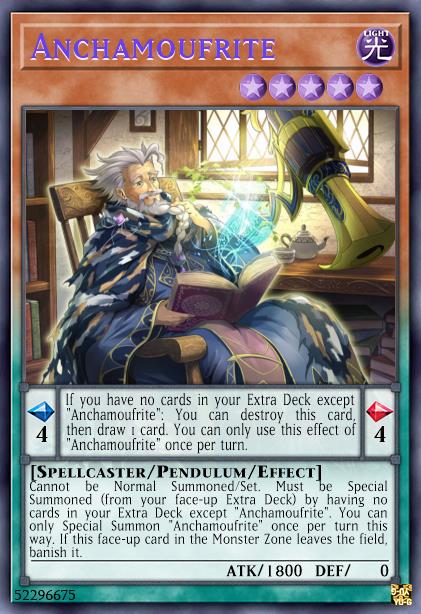 Anchamoufrite
LIGHT
光
If you have no cards in your Extra Deck except
"Anchamoufrite": You can destroy this card,
then draw 1 card. You can only use this effect of
"Anchamoufrite" once per turn.
4
4
[Spellcaster/Pendulum/Effect]
Cannot be Normal Summoned/Set. Must be Special
Summoned (from your face-up Extra Deck) by having no
cards in your Extra Deck except "Anchamoufrite". You can
only Special Summon "Anchamoufrite" once per turn this
way. If this face-up card in the Monster Zone leaves the field,
banish it.
ATK/1800 DEF/ 0
52296675